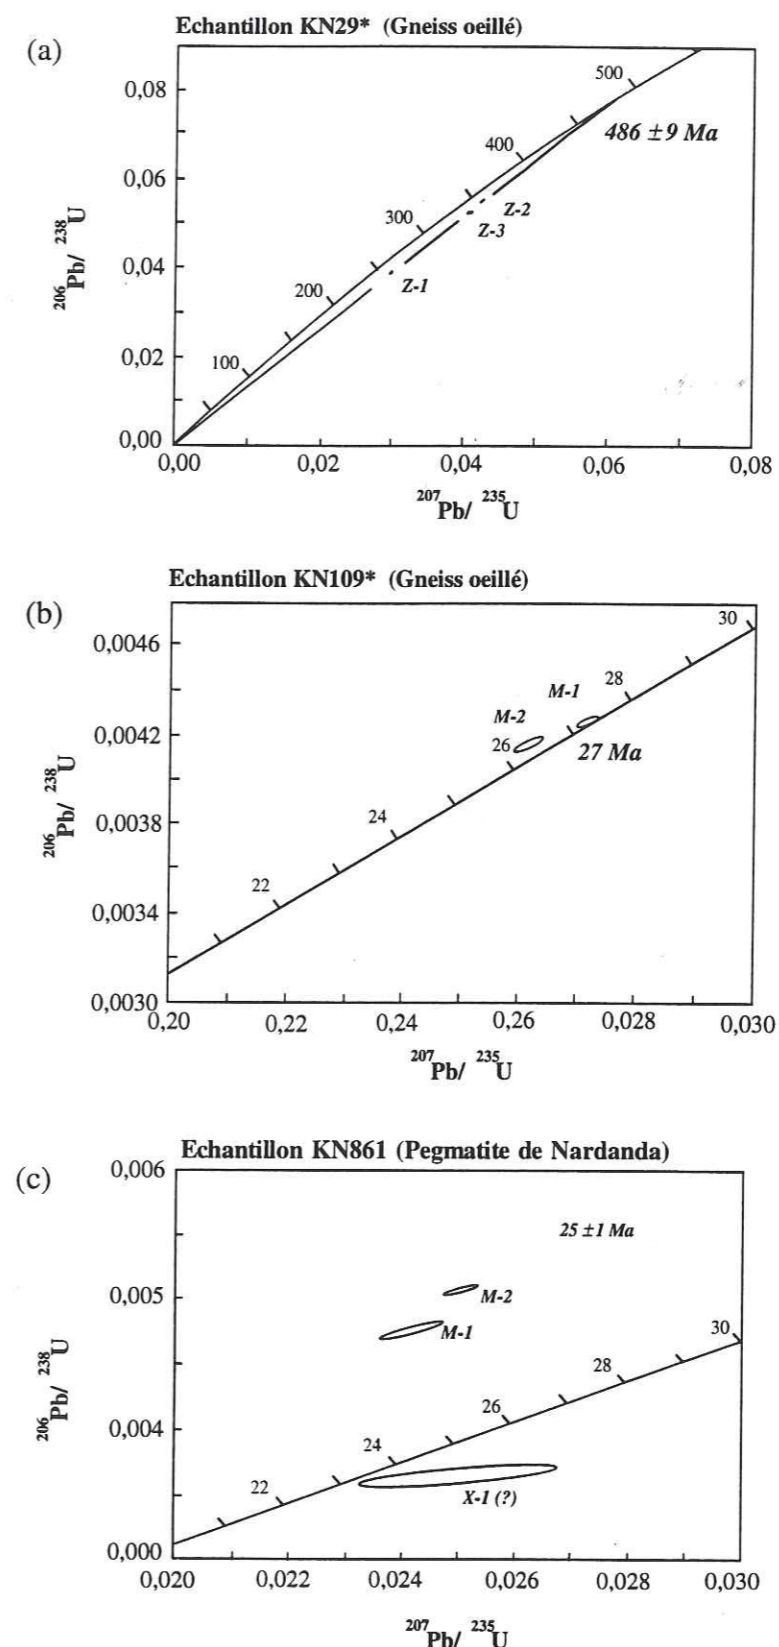 Echantillon KN29* (Gneiss oeillé)
(a)
500
0,08
486 ±9 Ma
400
0,06
Z-2
300
Z-3
206Pb/ 238U
0,04
Z-1
200
0,02
100
0,00
0,00 0,02 0,04 0,06 0,08
207Pb/ 235U
Echantillon KN109* (Gneiss oeillé)
(b)
30
0,0046
28
M-1
M-2
0,0042
26
27 Ma
206Pb/ 238U
24
0,0038
22
0,0034
0,0030
0,20 0,22 0,24 0,26 0,028 0,030
207Pb/ 235U
Echantillon KN861 (Pegmatite de Nardanda)
(c)
0,006
25 ±1 Ma
0,005
M-2
M-1
30
28
206Pb/ 238U
26
0,004
24
22
X-1 (?)
0,000
0,020 0,022 0,024 0,026 0,028 0,030
207Pb/ 235U